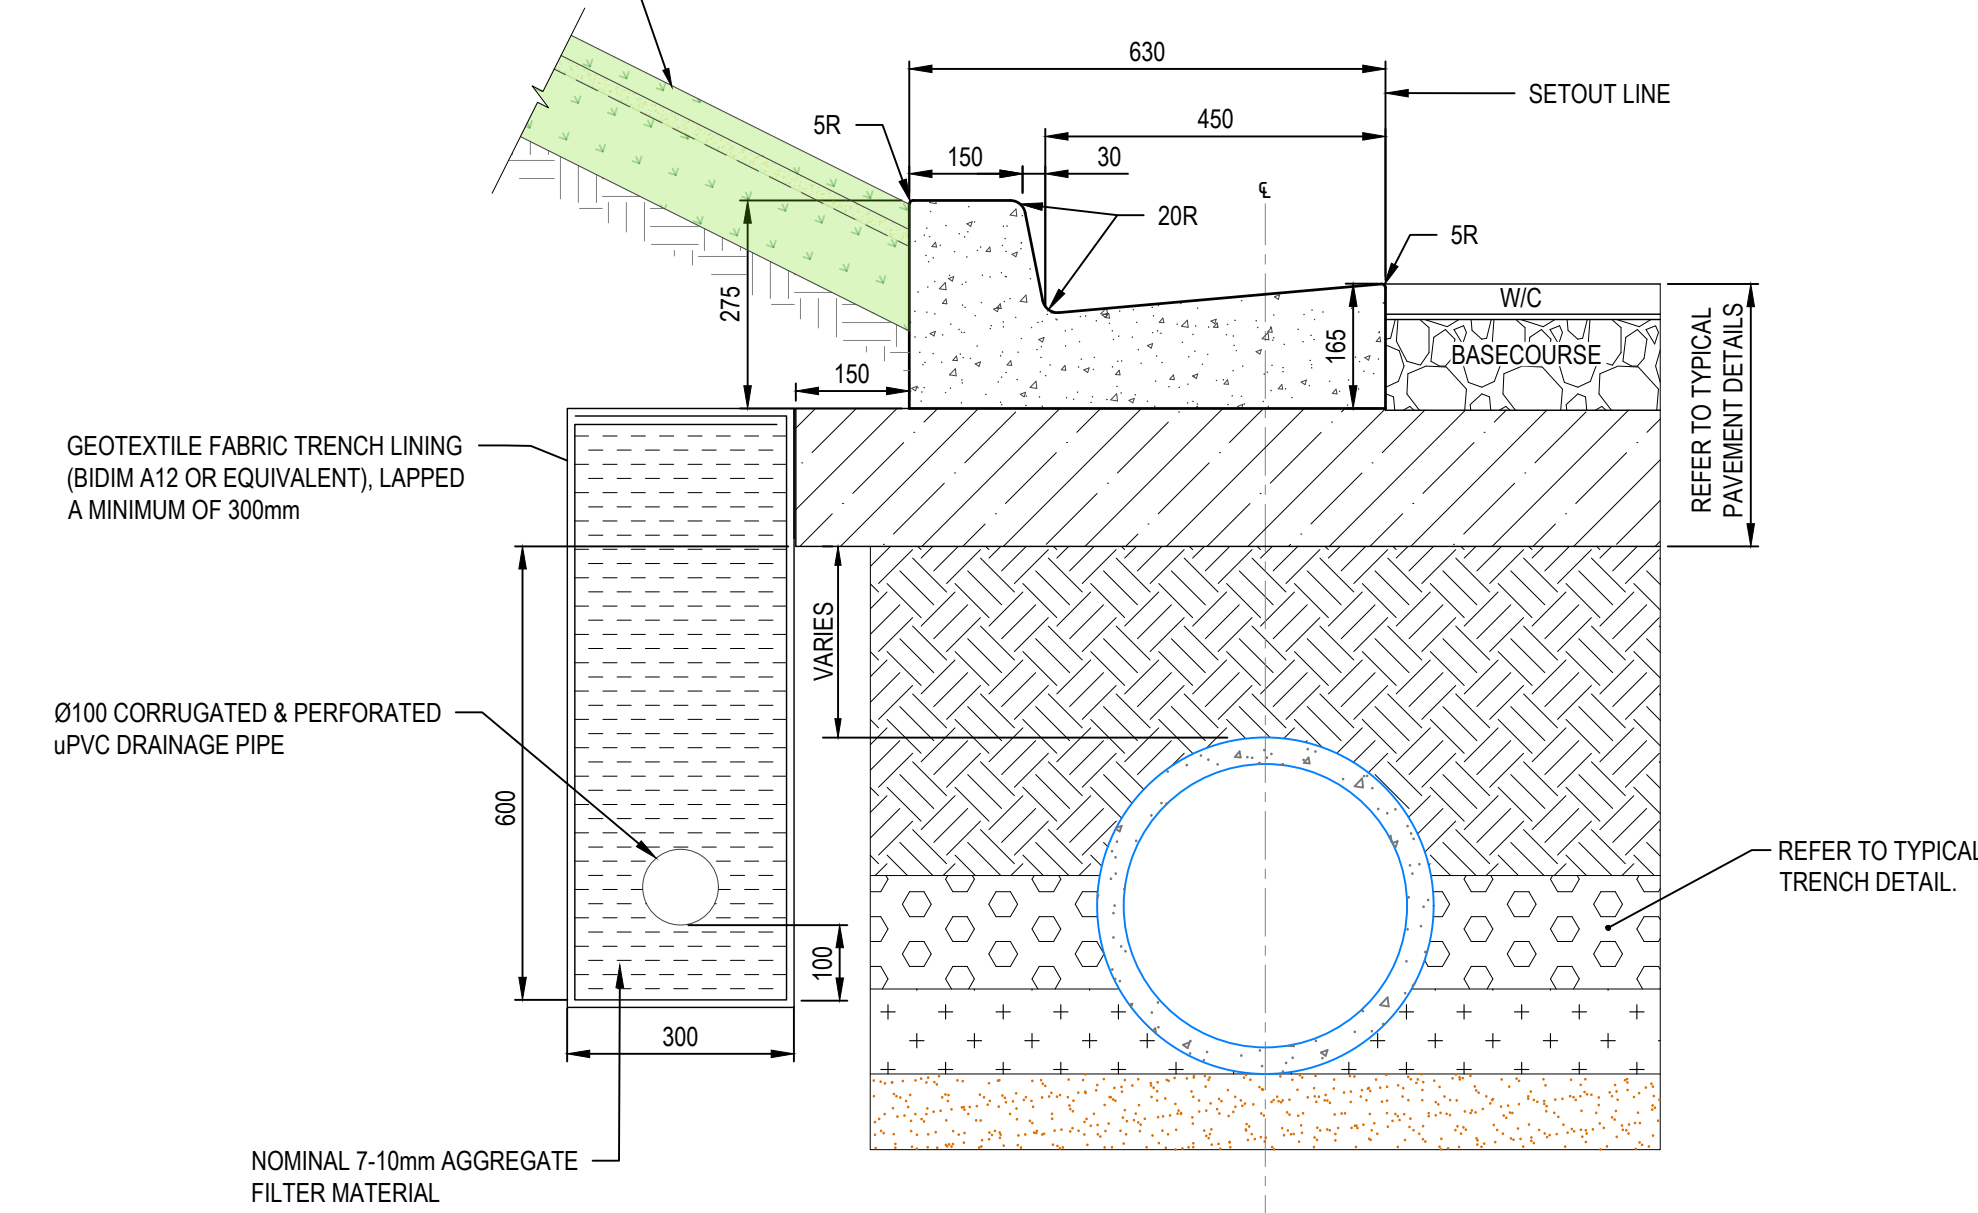 630
SETOUT LINE
450
5R
150
30
℄
20R
5R
275
W/C
165
BASECOURSE
REFER TO TYPICAL
PAVEMENT DETAILS
150
GEOTEXTILE FABRIC TRENCH LINING
(BIDIM A12 OR EQUIVALENT), LAPPED
A MINIMUM OF 300mm
VARIES
Ø100 CORRUGATED & PERFORATED
uPVC DRAINAGE PIPE
600
REFER TO TYPICAL
TRENCH DETAIL.
100
300
NOMINAL 7-10mm AGGREGATE
FILTER MATERIAL